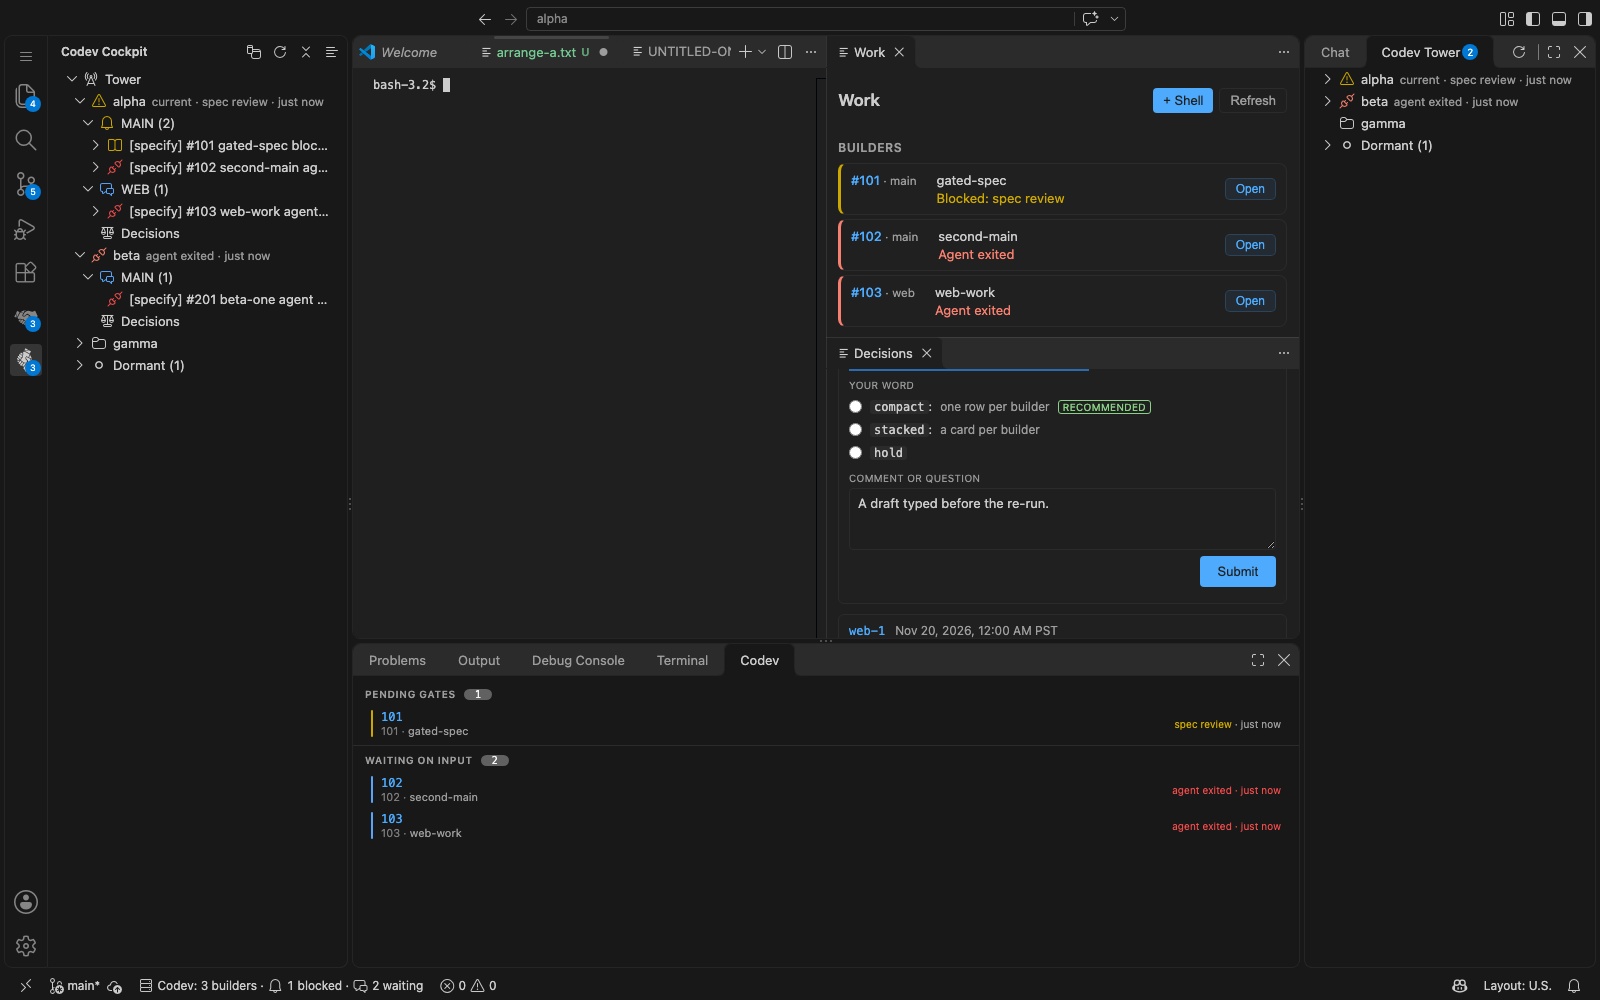 alpha
Codev Cockpit
Tower
alpha current · spec review · just now
MAIN (2)
[specify] #101 gated-spec bloc...
[specify] #102 second-main ag...
WEB (1)
[specify] #103 web-work agent...
Decisions
beta agent exited · just now
MAIN (1)
[specify] #201 beta-one agent ...
Decisions
gamma
Dormant (1)
4
5
3
3
Welcome
arrange-a.txt U
UNTITLED-O
bash-3.2$
Work
Work
+ Shell
Refresh
BUILDERS
#101 · main gated-spec
Blocked: spec review
Open
#102 · main second-main
Agent exited
Open
#103 · web web-work
Agent exited
Open
Decisions
YOUR WORD
compact: one row per builder RECOMMENDED
stacked: a card per builder
hold
COMMENT OR QUESTION
A draft typed before the re-run.
Submit
web-1 Nov 20, 2026, 12:00 AM PST
Problems Output Debug Console Terminal Codev
PENDING GATES 1
101
101 · gated-spec
spec review · just now
WAITING ON INPUT 2
102
102 · second-main
agent exited · just now
103
103 · web-work
agent exited · just now
Chat Codev Tower 2
alpha current · spec review · just now
beta agent exited · just now
gamma
Dormant (1)
main* Codev: 3 builders · 1 blocked · 2 waiting 0 0
Layout: U.S.